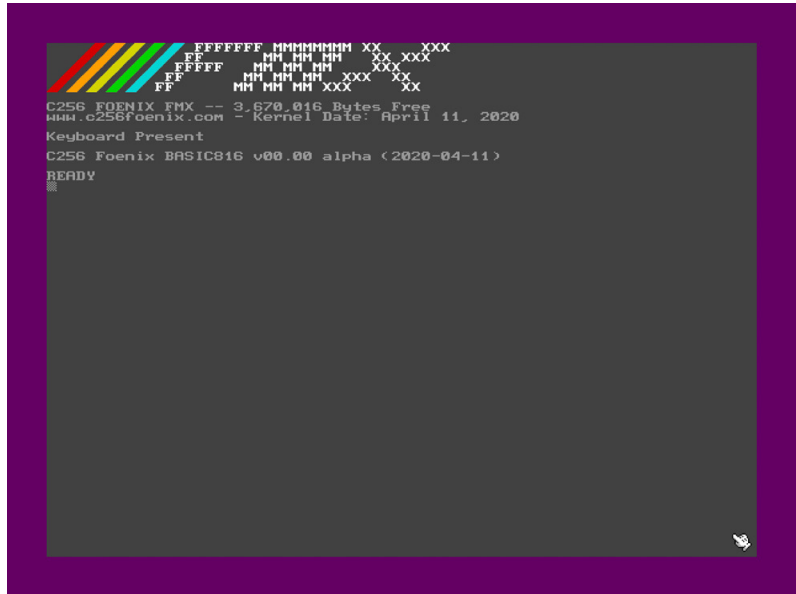 FFFFFFF MMMMMMMM XX XXX
FF MM MM MM XX XXX
FFFFF MM MM MM XXX
FF MM MM MM XXX XX
FF MM MM MM XXX XX
C256 FOENIX FMX -- 3,670,016 Bytes Free
www.c256foenix.com - Kernel Date: April 11, 2020
Keyboard Present
C256 Foenix BASIC816 v00.00 alpha (2020-04-11)
READY